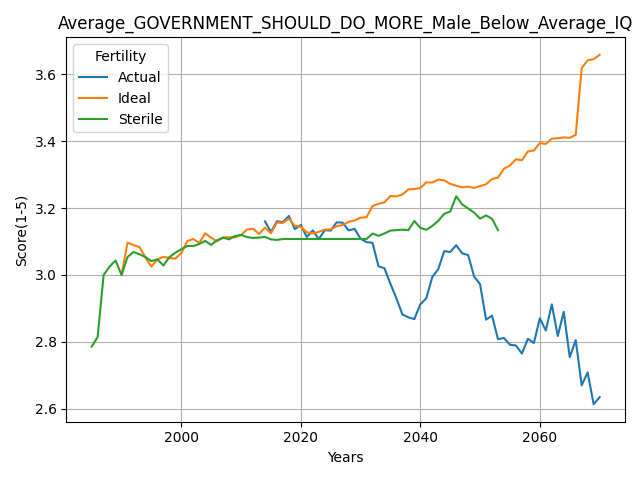 Average_GOVERNMENT_SHOULD_DO_MORE_Male_Below_Average_IQ
Fertility
Actual
Ideal
Sterile
3.6
3.4
3.2
3.0
2.8
2.6
Score(1-5)
2000
2020
2040
2060
Years